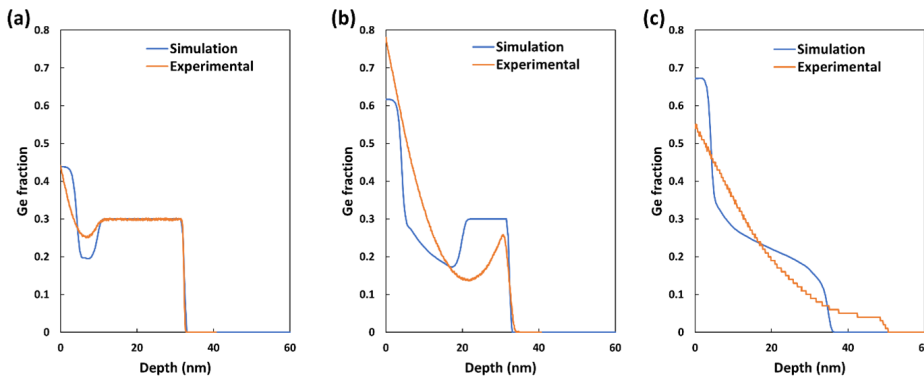 (a)
0.8
0.7
0.6
0.5
0.4
0.3
0.2
0.1
0
Ge fraction
Simulation
Experimental
0 20 40 60
Depth (nm)
(b)
0.8
0.7
0.6
0.5
0.4
0.3
0.2
0.1
0
Ge fraction
Simulation
Experimental
0 20 40 60
Depth (nm)
(c)
0.8
0.7
0.6
0.5
0.4
0.3
0.2
0.1
0
Ge fraction
Simulation
Experimental
0 20 40 60
Depth (nm)